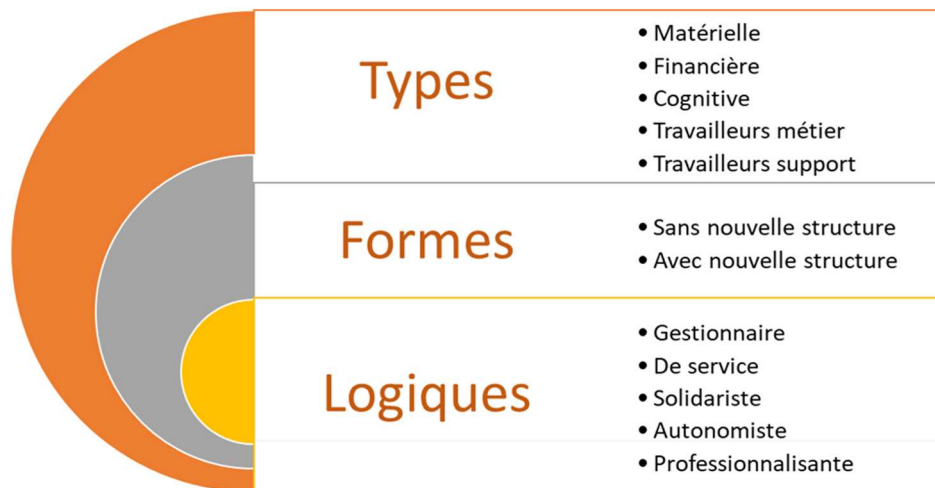 Types
• Matérielle
• Financière
• Cognitive
• Travailleurs métier
• Travailleurs support
Formes
• Sans nouvelle structure
• Avec nouvelle structure
Logiques
• Gestionnaire
• De service
• Solidariste
• Autonomiste
• Professionnalisante